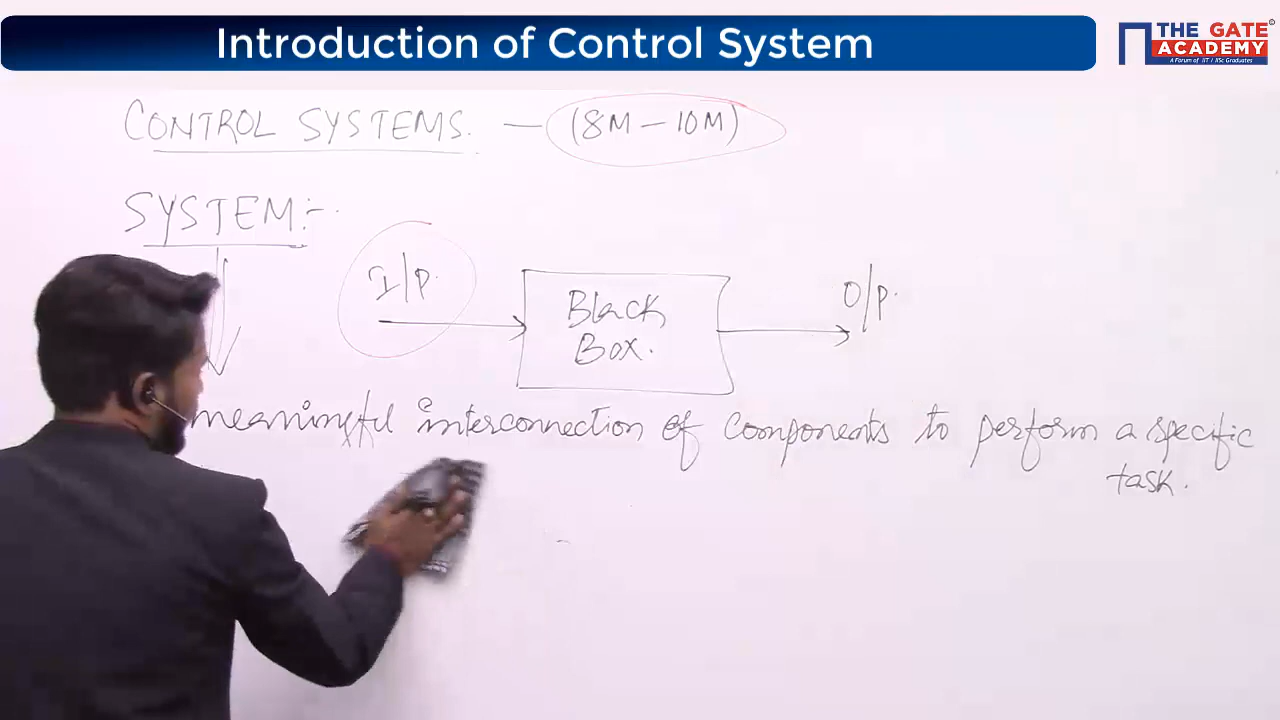 Introduction of Control System
THE GATE
ACADEMY
A Forum of IIT / IISc Graduates
CONTROL SYSTEMS. — (8M – 10M)
SYSTEM:-
I/p.
Black
Box.
O/p.
meaningful interconnection of components to perform a specific
task.